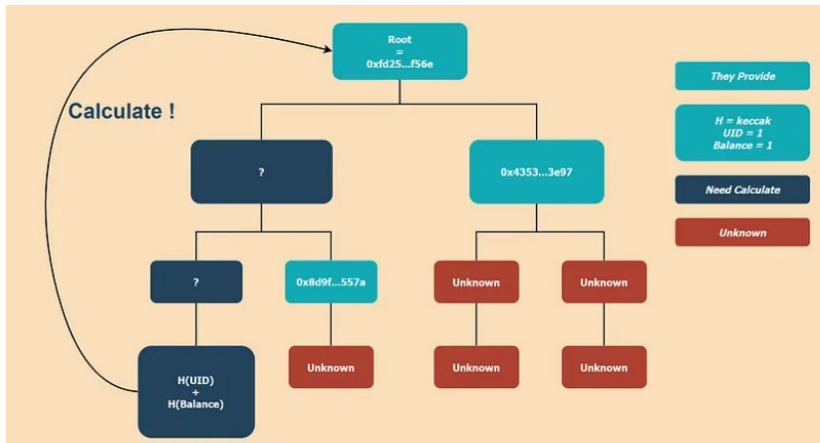 Root
=
0xfd25...f56e
Calculate !
They Provide
H = keccak
UID = 1
Balance = 1
?
0x4353...3e97
Need Calculate
Unknown
?
0x8d9f...557a
Unknown
Unknown
H(UID)
+
H(Balance)
Unknown
Unknown
Unknown